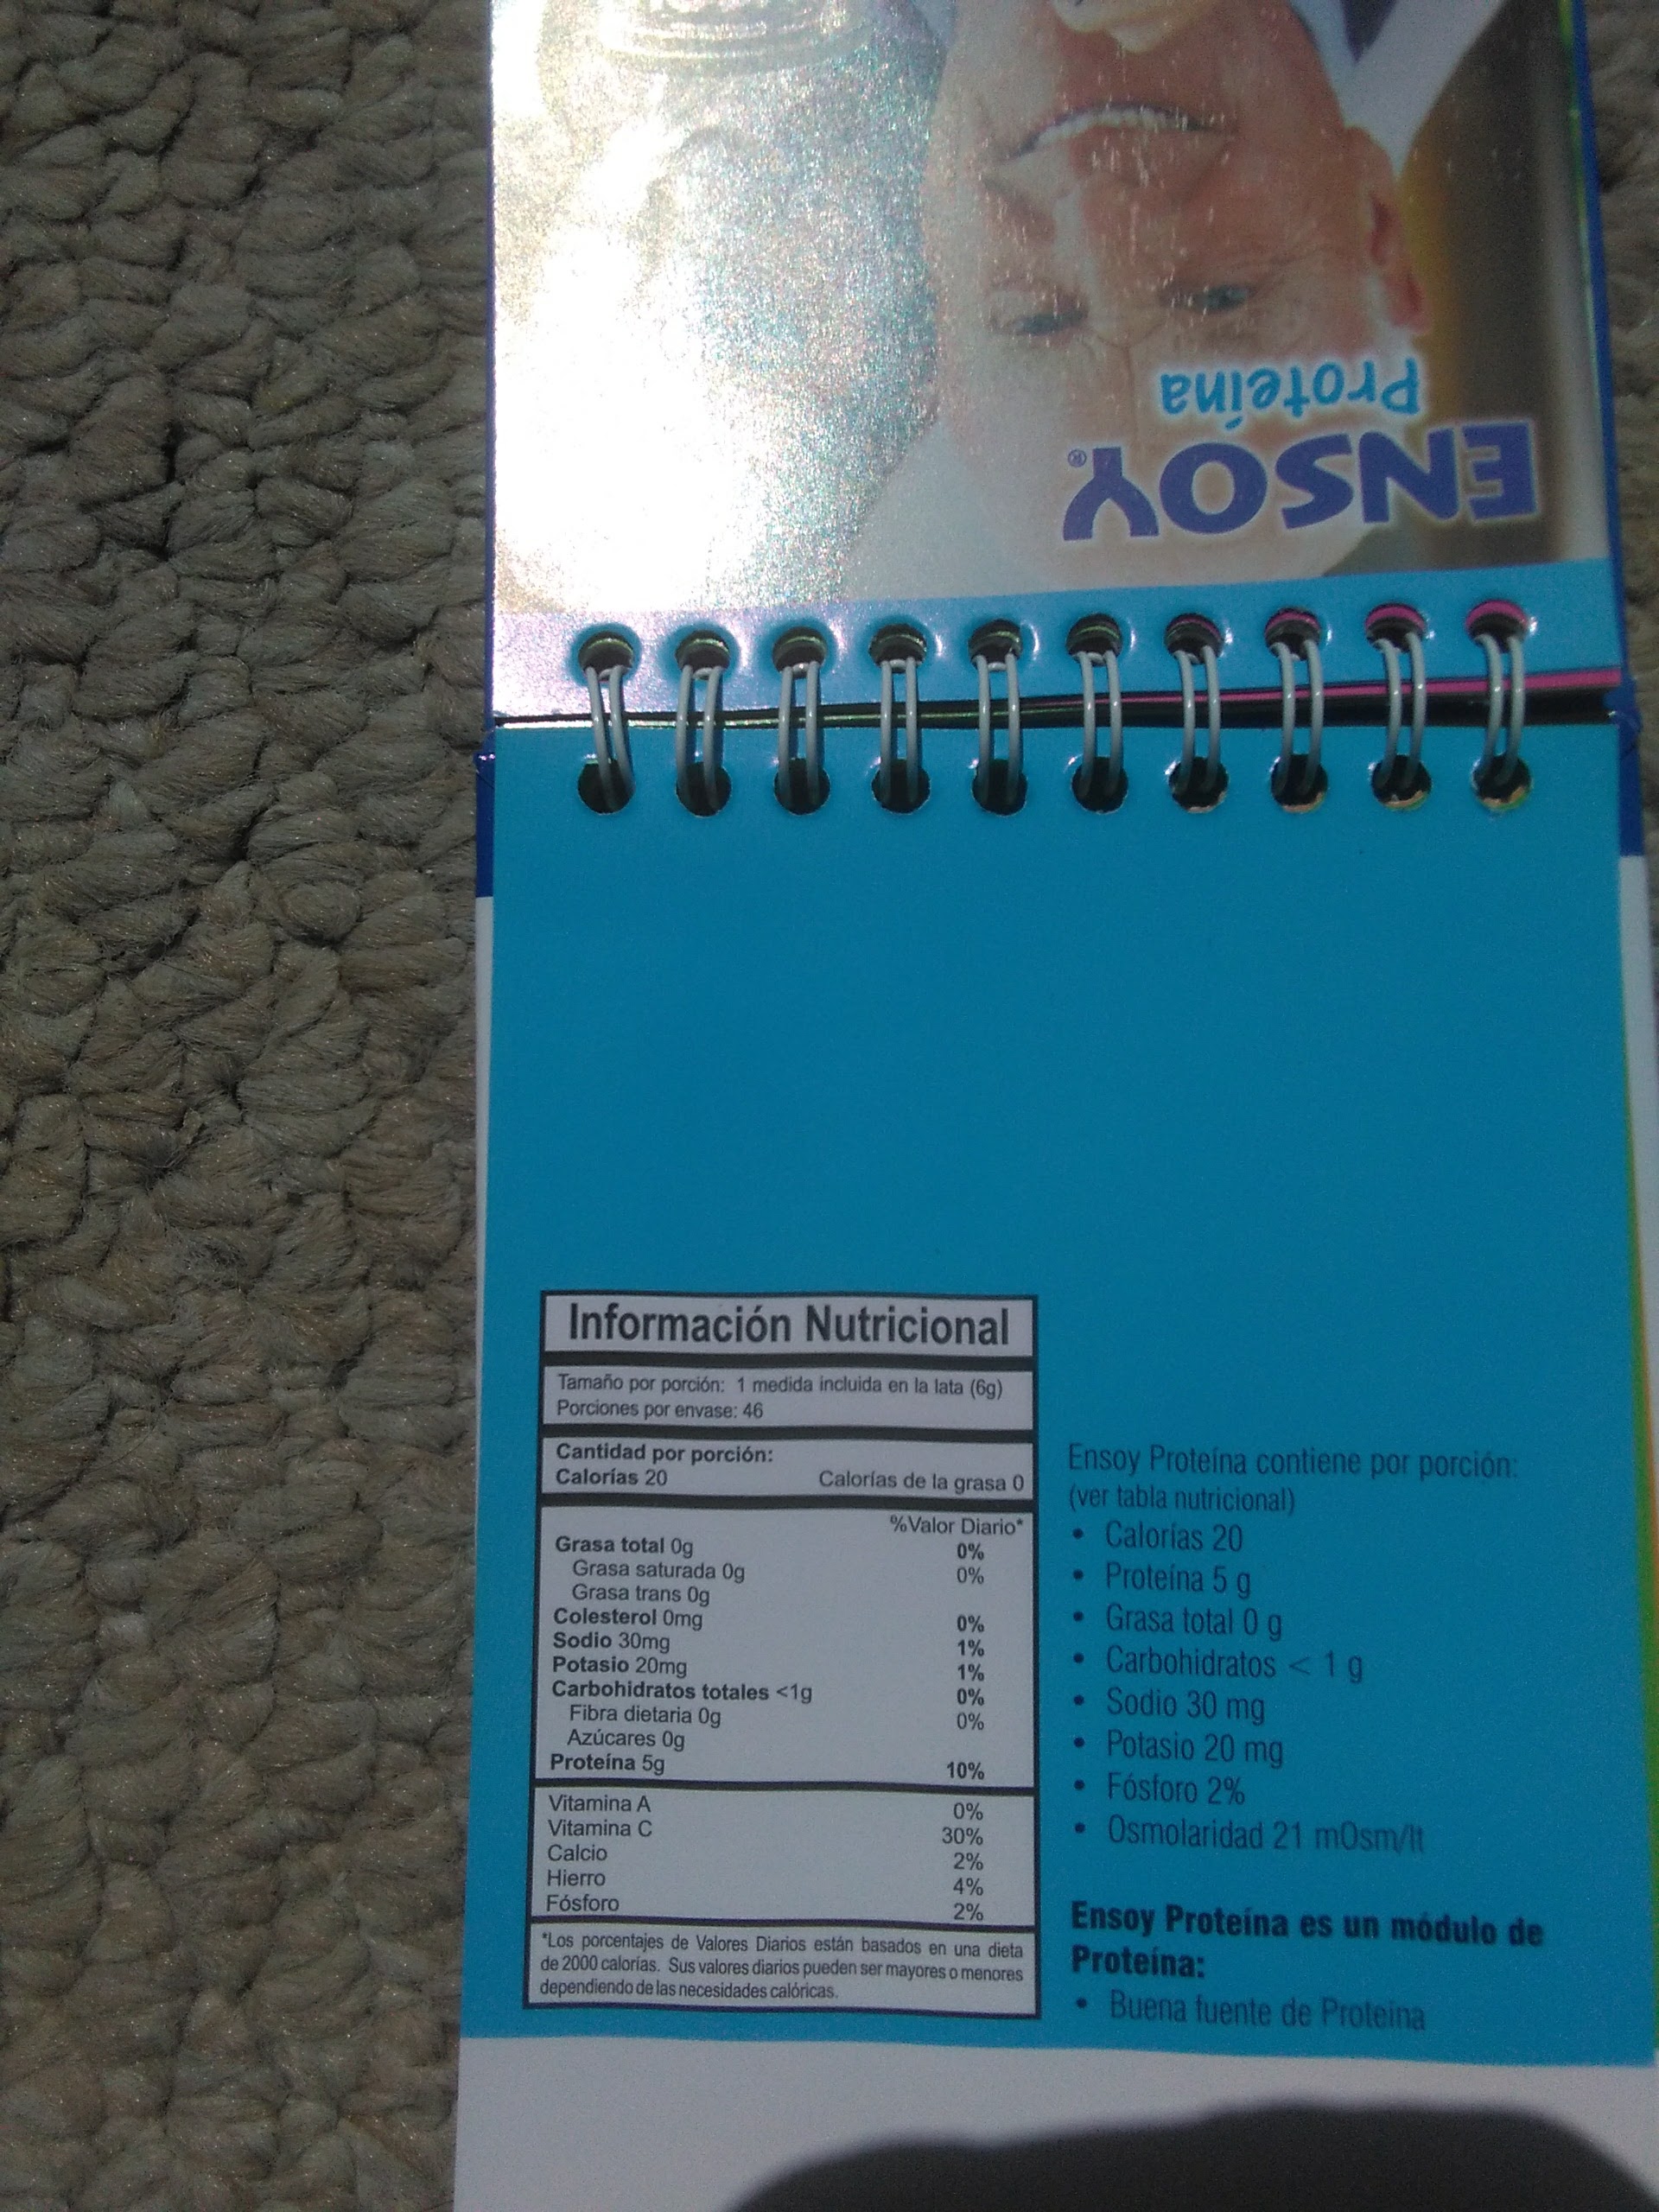 ENSOY®
Proteína
Información Nutricional
Tamaño por porción: 1 medida incluida en la lata (6g)
Porciones por envase: 46
Cantidad por porción:
Calorías 20 Calorías de la grasa 0
%Valor Diario*
Grasa total 0g 0%
Grasa saturada 0g 0%
Grasa trans 0g
Colesterol 0mg 0%
Sodio 30mg 1%
Potasio 20mg 1%
Carbohidratos totales <1g 0%
Fibra dietaria 0g 0%
Azúcares 0g
Proteína 5g 10%
Vitamina A 0%
Vitamina C 30%
Calcio 2%
Hierro 4%
Fósforo 2%
*Los porcentajes de Valores Diarios están basados en una dieta
de 2000 calorías. Sus valores diarios pueden ser mayores o menores
dependiendo de las necesidades calóricas.
Ensoy Proteína contiene por porción:
(ver tabla nutricional)
• Calorías 20
• Proteína 5 g
• Grasa total 0 g
• Carbohidratos < 1 g
• Sodio 30 mg
• Potasio 20 mg
• Fósforo 2%
• Osmolaridad 21 mOsm/lt
Ensoy Proteína es un módulo de
Proteína:
• Buena fuente de Proteina